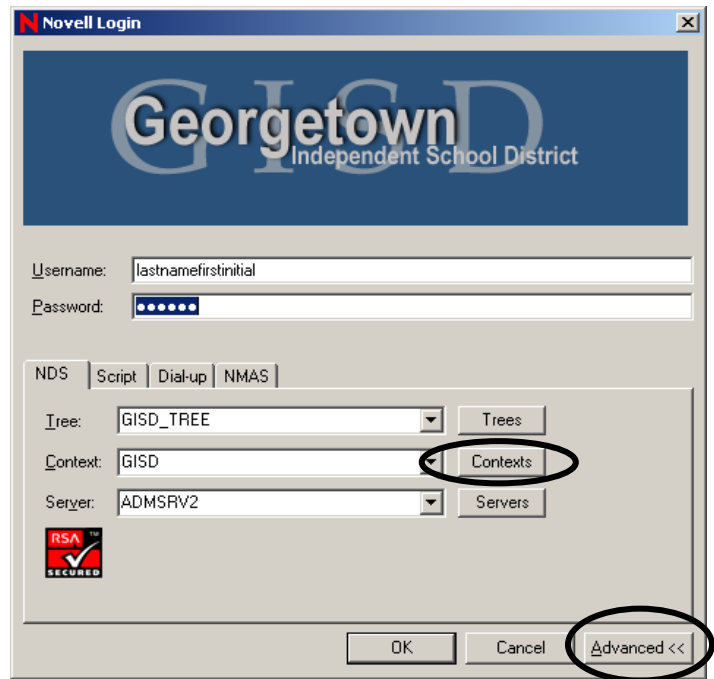 Novell Login
GISD
Georgetown
Independent School District
Username: lastnamefirstinitial
Password: ●●●●●●
NDS Script Dial-up NMAS
Tree: GISD_TREE Trees
Context: GISD Contexts
Server: ADMSRV2 Servers
RSA TM
SECURED
OK Cancel Advanced <<